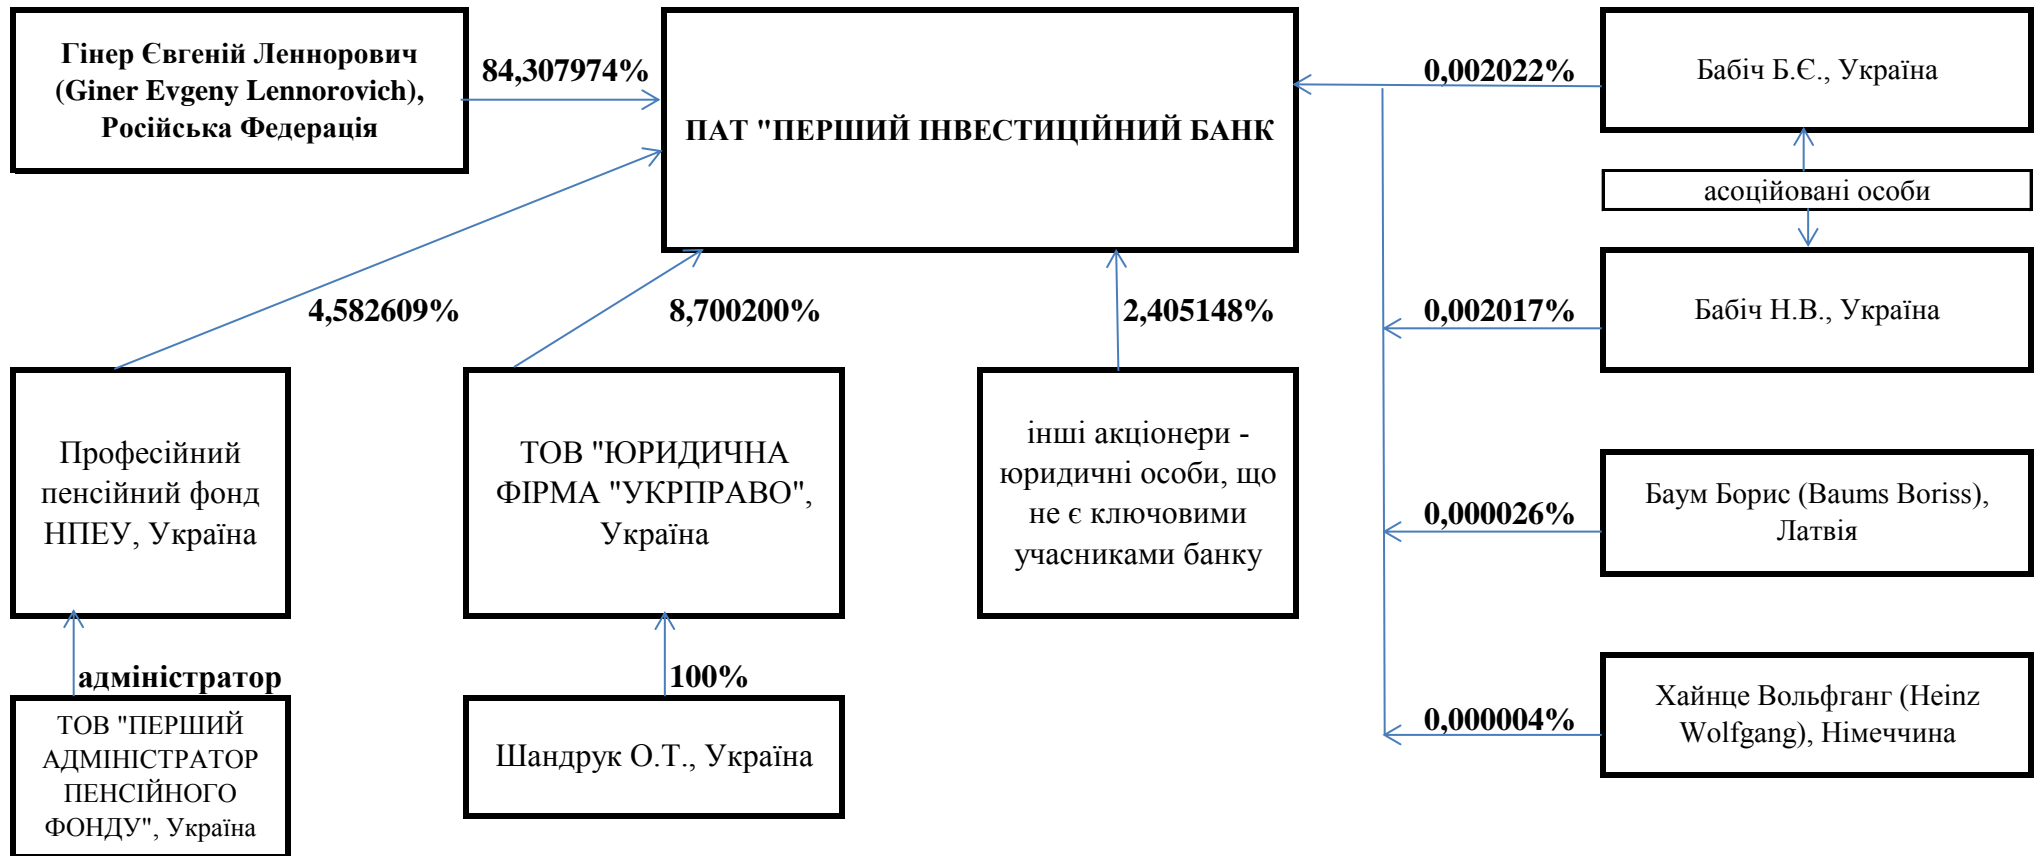 Гінер Євгеній Леннорович
(Giner Evgeny Lennorovich),
Російська Федерація
84,307974%
ПАТ "ПЕРШИЙ ІНВЕСТИЦІЙНИЙ БАНК
0,002022%
Бабіч Б.Є., Україна
асоційовані особи
4,582609%
8,700200%
2,405148%
0,002017%
Бабіч Н.В., Україна
Професійний
пенсійний фонд
НПЕУ, Україна
ТОВ "ЮРИДИЧНА
ФІРМА "УКРПРАВО",
Україна
інші акціонери -
юридичні особи, що
не є ключовими
учасниками банку
0,000026%
Баум Борис (Baums Boriss),
Латвія
адміністратор
100%
0,000004%
Хайнце Вольфганг (Heinz
Wolfgang), Німеччина
ТОВ "ПЕРШИЙ
АДМІНІСТРАТОР
ПЕНСІЙНОГО
ФОНДУ", Україна
Шандрук О.Т., Україна